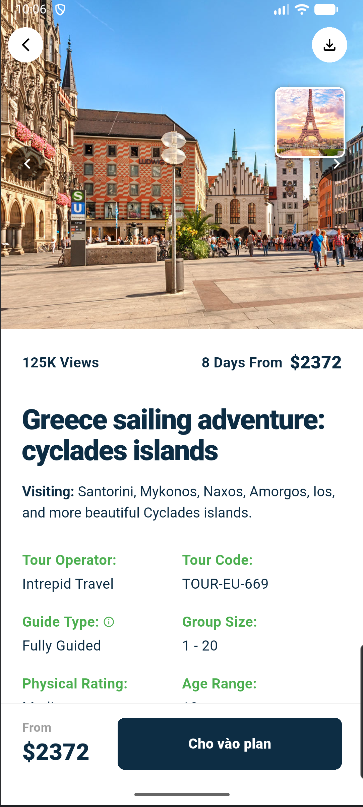 10:06
S
U
125K Views
8 Days From $2372
Greece sailing adventure:
cyclades islands
Visiting: Santorini, Mykonos, Naxos, Amorgos, Ios,
and more beautiful Cyclades islands.
Tour Operator: Tour Code:
Intrepid Travel TOUR-EU-669
Guide Type: Group Size:
Fully Guided 1 - 20
Physical Rating: Age Range:
From
$2372
Cho vào plan